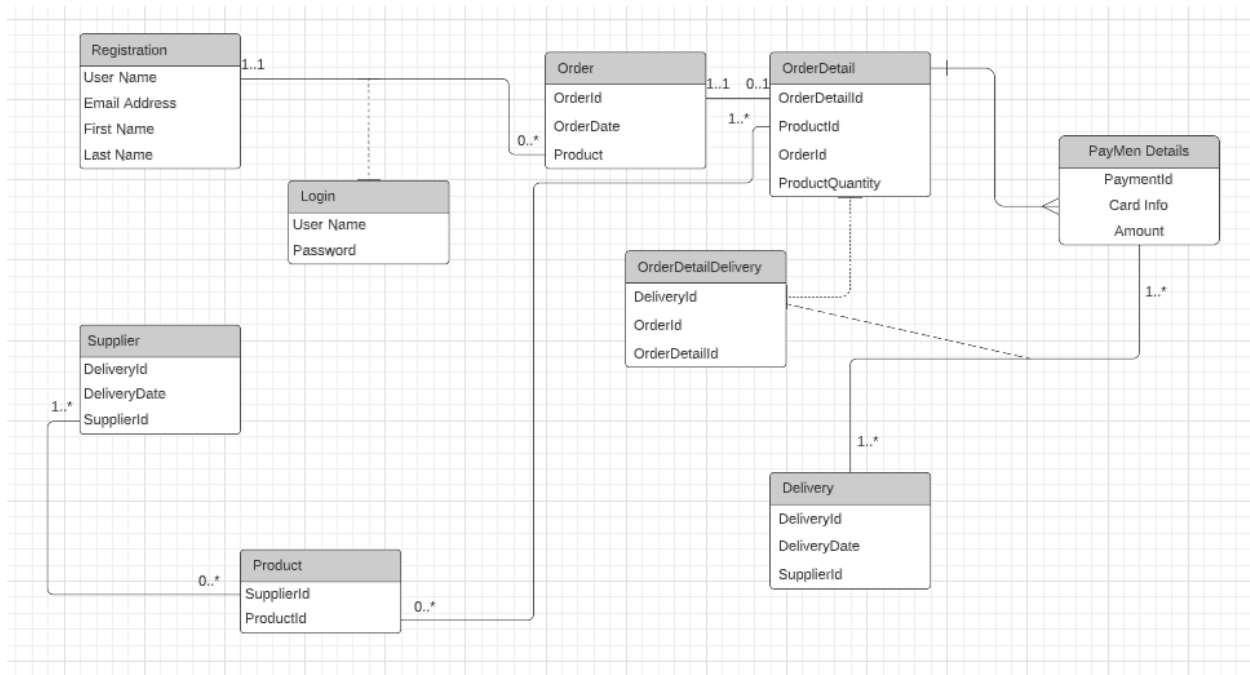 Registration
User Name
Email Address
First Name
Last Name
1..1
0..*
Order
OrderId
OrderDate
Product
1..1
0..1
1..*
OrderDetail
OrderDetailId
ProductId
OrderId
ProductQuantity
PayMen Details
PaymentId
Card Info
Amount
1..*
Login
User Name
Password
OrderDetailDelivery
DeliveryId
OrderId
OrderDetailId
Supplier
DeliveryId
DeliveryDate
SupplierId
1..*
1..*
Delivery
DeliveryId
DeliveryDate
SupplierId
0..*
Product
SupplierId
ProductId
0..*